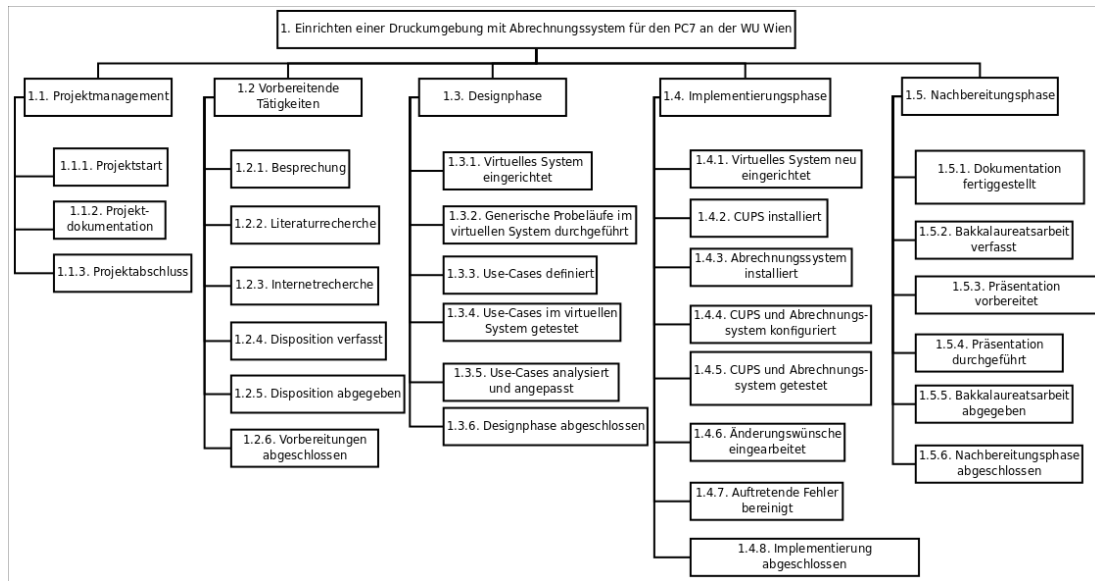 1. Einrichten einer Druckumgebung mit Abrechnungssystem für den PC7 an der WU Wien
1.1. Projektmanagement
1.1.1. Projektstart
1.1.2. Projekt-
dokumentation
1.1.3. Projektabschluss
1.2 Vorbereitende
Tätigkeiten
1.2.1. Besprechung
1.2.2. Literaturrecherche
1.2.3. Internetrecherche
1.2.4. Disposition verfasst
1.2.5. Disposition abgegeben
1.2.6. Vorbereitungen
abgeschlossen
1.3. Designphase
1.3.1. Virtuelles System
eingerichtet
1.3.2. Generische Probeläufe im
virtuellen System durchgeführt
1.3.3. Use-Cases definiert
1.3.4. Use-Cases im virtuellen
System getestet
1.3.5. Use-Cases analysiert
und angepasst
1.3.6. Designphase abgeschlossen
1.4. Implementierungsphase
1.4.1. Virtuelles System neu
eingerichtet
1.4.2. CUPS installiert
1.4.3. Abrechnungssystem
installiert
1.4.4. CUPS und Abrechnungs-
system konfiguriert
1.4.5. CUPS und Abrechnungs-
system getestet
1.4.6. Änderungswünsche
eingearbeitet
1.4.7. Auftretende Fehler
bereinigt
1.4.8. Implementierung
abgeschlossen
1.5. Nachbereitungsphase
1.5.1. Dokumentation
fertiggestellt
1.5.2. Bakkalaureatsarbeit
verfasst
1.5.3. Präsentation
vorbereitet
1.5.4. Präsentation
durchgeführt
1.5.5. Bakkalaureatsarbeit
abgegeben
1.5.6. Nachbereitungsphase
abgeschlossen